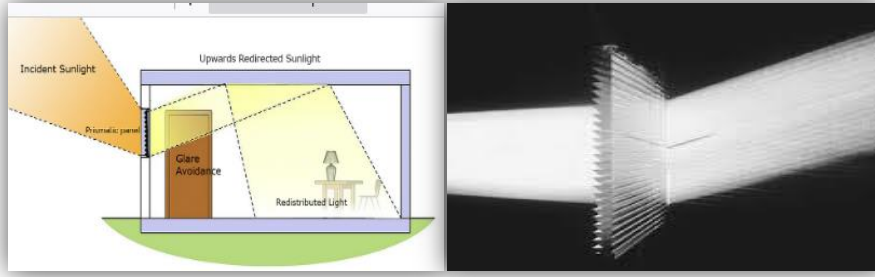 Upwards Redirected Sunlight
Incident Sunlight
Prismatic panel
Glare
Avoidance
Redistributed Light